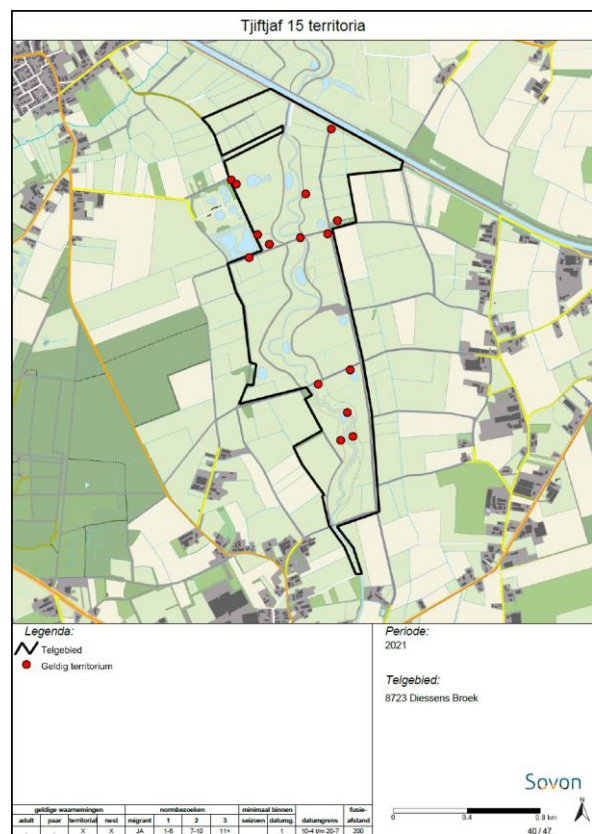 Tjiftjaf 15 territoria
Legenda:
Telgebied
Geldig territorium
Periode:
2021
Telgebied:
8723 Diessens Broek
Sovon
N
0 0.4 0.8 km
40 / 47
geldige waarnemingen normbezoeken minimaal binnen fusie-
adult paar territorial nest migrant 1 2 3 seizoen datumg. datumgrens afstand
. . X X JA 1-6 7-10 11+ 1 10-4 t/m 20-7 200